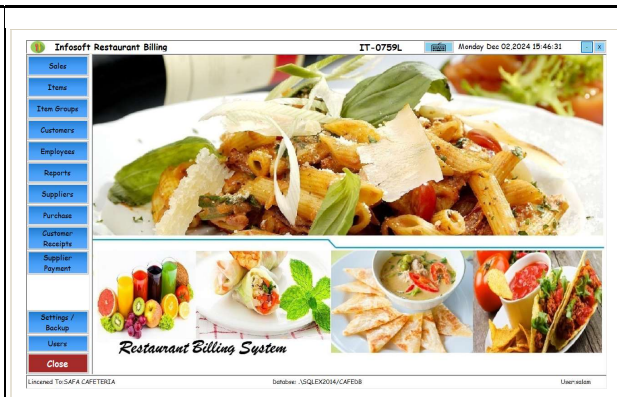 Infosoft Restaurant Billing IT-0759L Monday Dec 02,2024 15:46:31 - x
Sales
Items
Item Groups
Customers
Employees
Reports
Suppliers
Purchase
Customer
Receipts
Supplier
Payment
Settings /
Backup
Users
Close
Restaurant Billing System
Lincened To:SAFA CAFETERIA Databse: .\SQLEX2014/CAFEDB User:salam